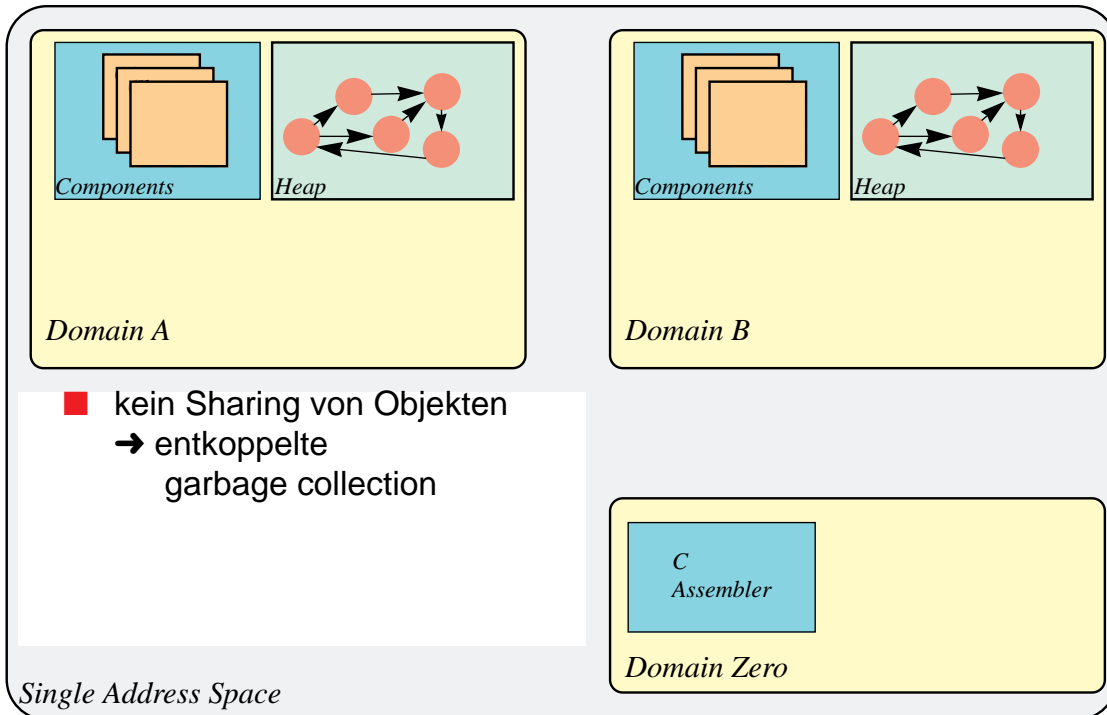 Components
Heap
Domain A
Components
Heap
Domain B
kein Sharing von Objekten
➔ entkoppelte
garbage collection
C
Assembler
Domain Zero
Single Address Space